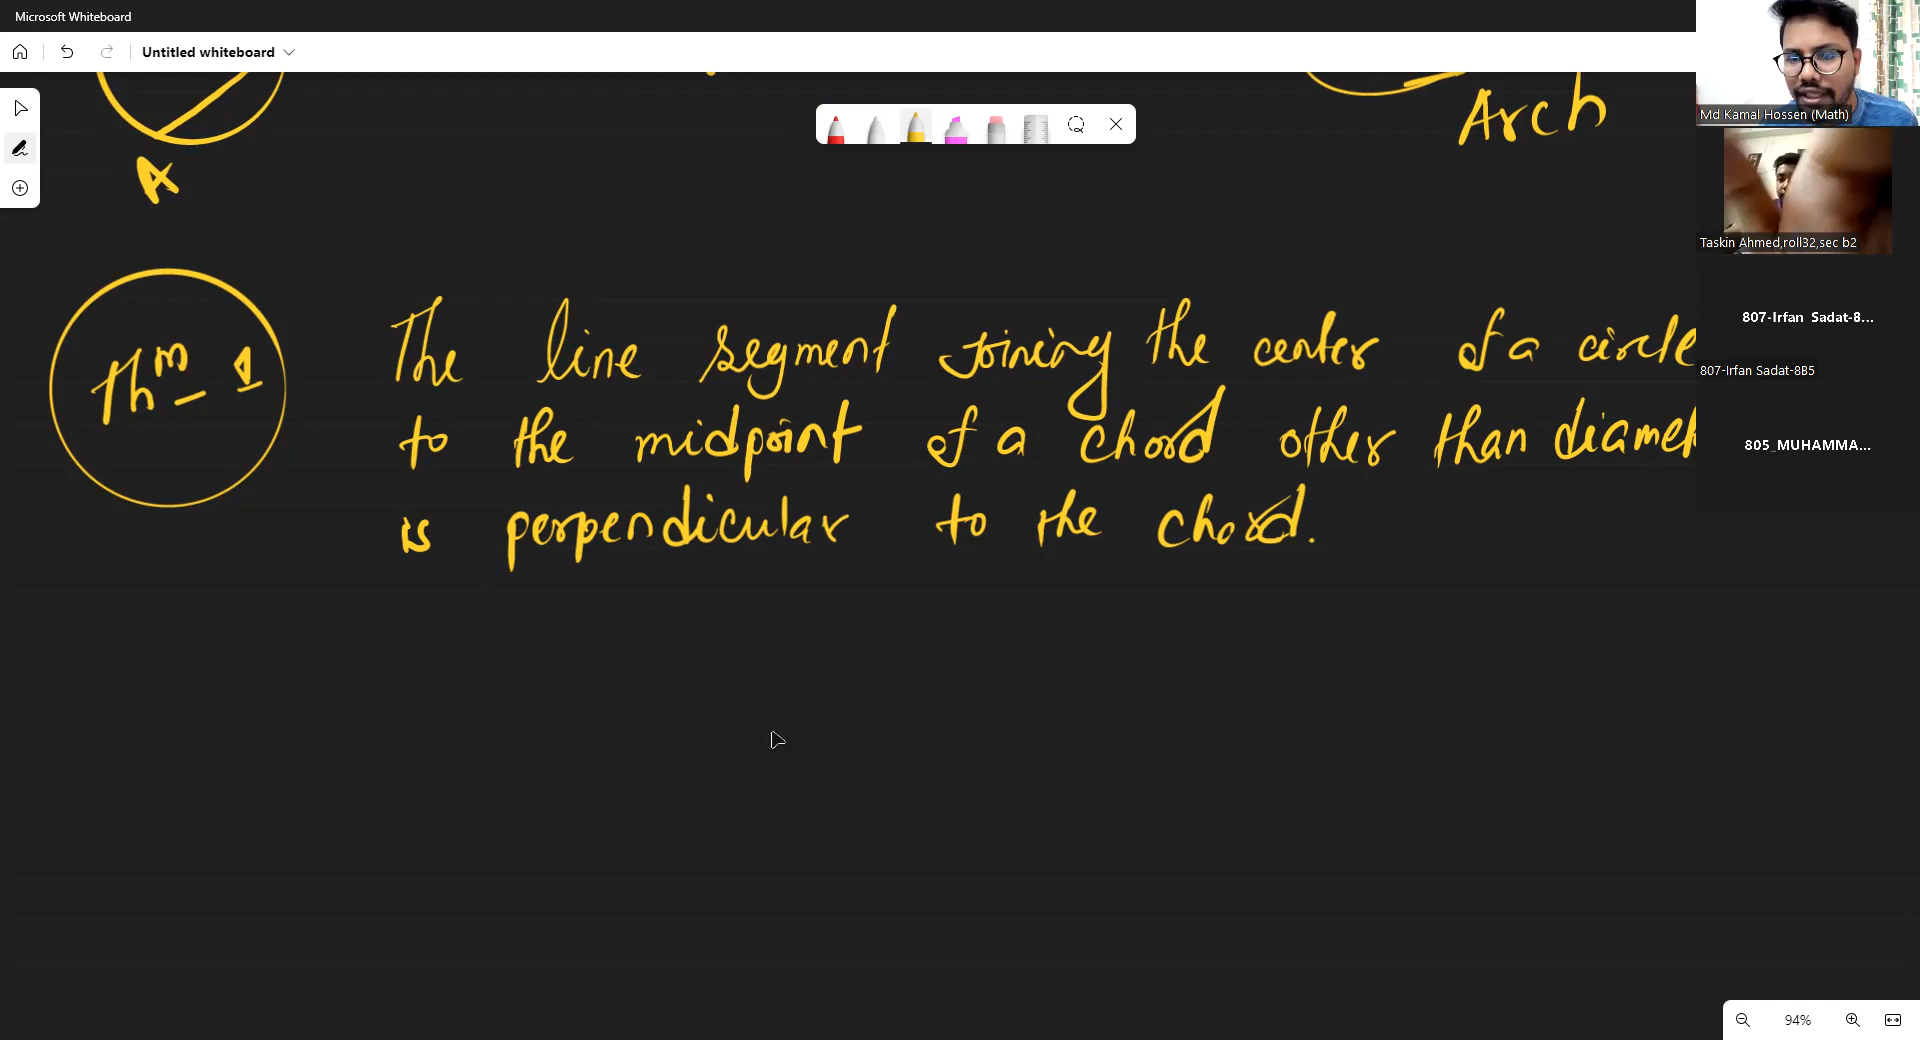 Microsoft Whiteboard
Untitled whiteboard
Md Kamal Hossen (Math)
Arch
A
Taskin Ahmed,roll32,sec b2
Thm - 1
The line segment joining the center of a circle
to the midpoint of a chord other than diamet
is perpendicular to the chord.
807-Irfan Sadat-8...
807-Irfan Sadat-8B5
805_MUHAMMA...
94%